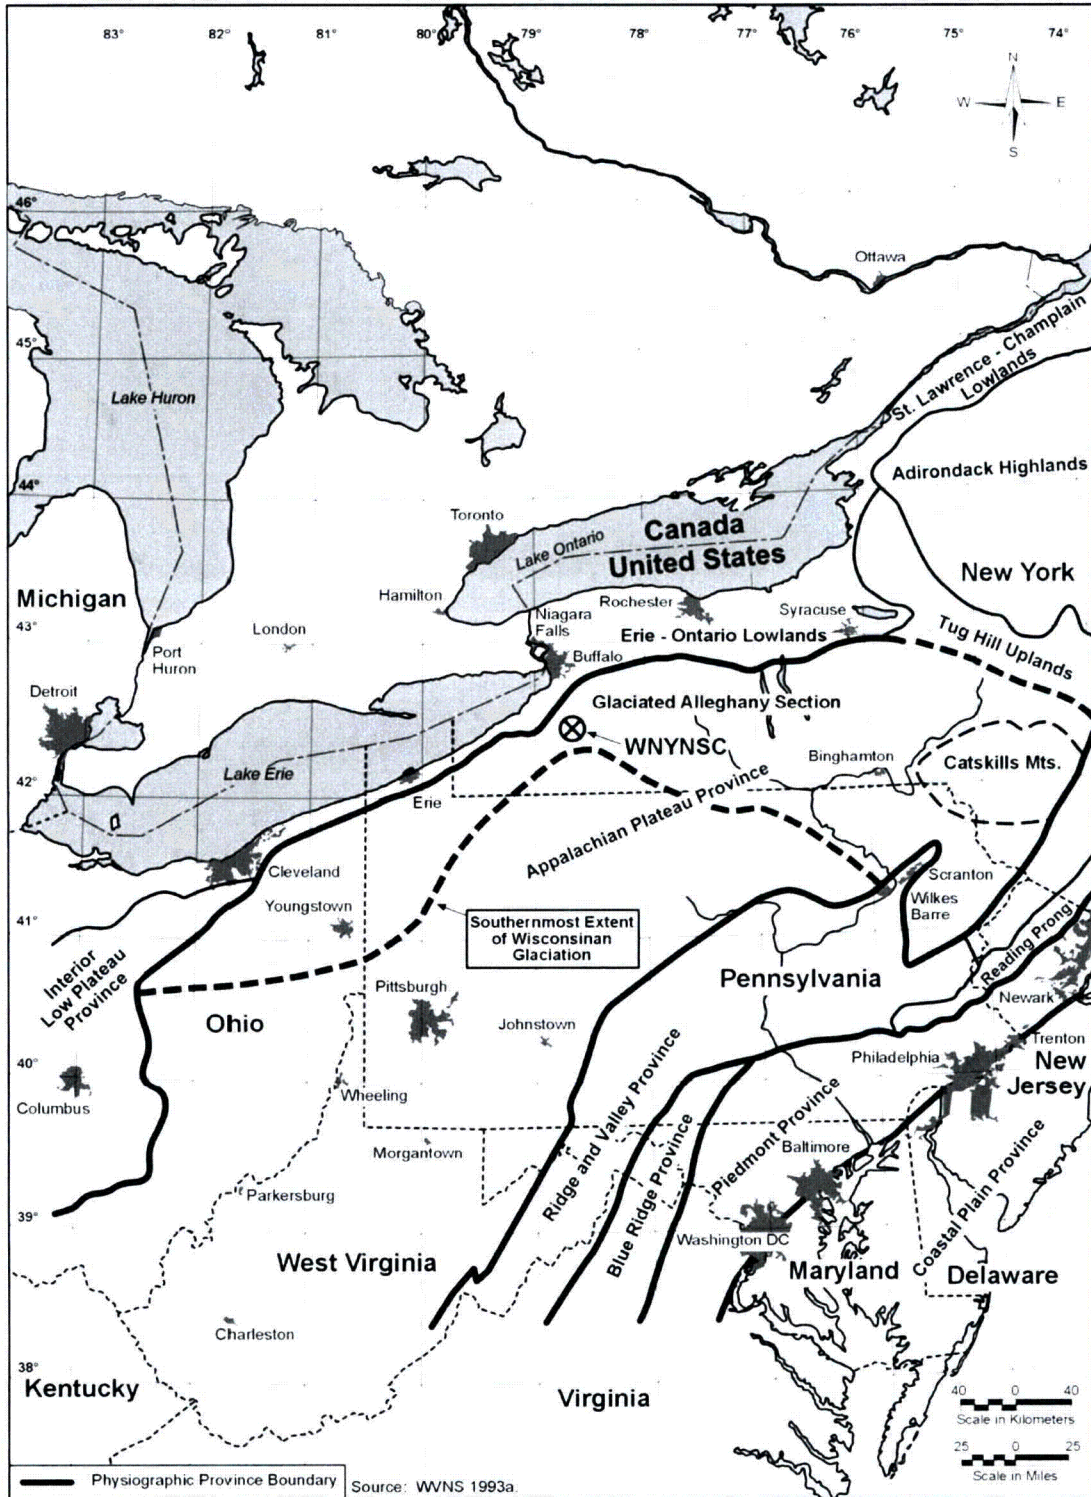 83°
82°
81°
80°
79°
78°
77°
76°
75°
74°
N
W
E
S
46°
Ottawa
45°
St. Lawrence - Champlain
Lowlands
Lake Huron
Adirondack Highlands
44°
Toronto
Canada
Lake Ontario
United States
New York
Michigan
Hamilton
Rochester
Syracuse
43°
Niagara
Falls
London
Erie - Ontario Lowlands
Tug Hill Uplands
Port
Huron
Buffalo
Detroit
Glaciated Alleghany Section
WNYNSC
Binghamton
Catskills Mts.
42°
Lake Erie
Erie
Appalachian Plateau Province
Cleveland
Scranton
Youngstown
Wilkes
Barre
41°
Southernmost Extent
of Wisconsinan
Glaciation
Interior
Low Plateau
Province
Reading Prong
Pennsylvania
Pittsburgh
Newark
Ohio
Johnstown
Trenton
40°
Philadelphia
New
Jersey
Columbus
Wheeling
Ridge and Valley Province
Piedmont Province
Baltimore
Morgantown
Blue Ridge Province
Parkersburg
Coastal Plain Province
39°
Washington DC
West Virginia
Maryland
Delaware
Charleston
38°
Kentucky
Virginia
40 0 40
Scale in Kilometers
25 0 25
Scale in Miles
Physiographic Province Boundary
Source: WVNS 1993a.